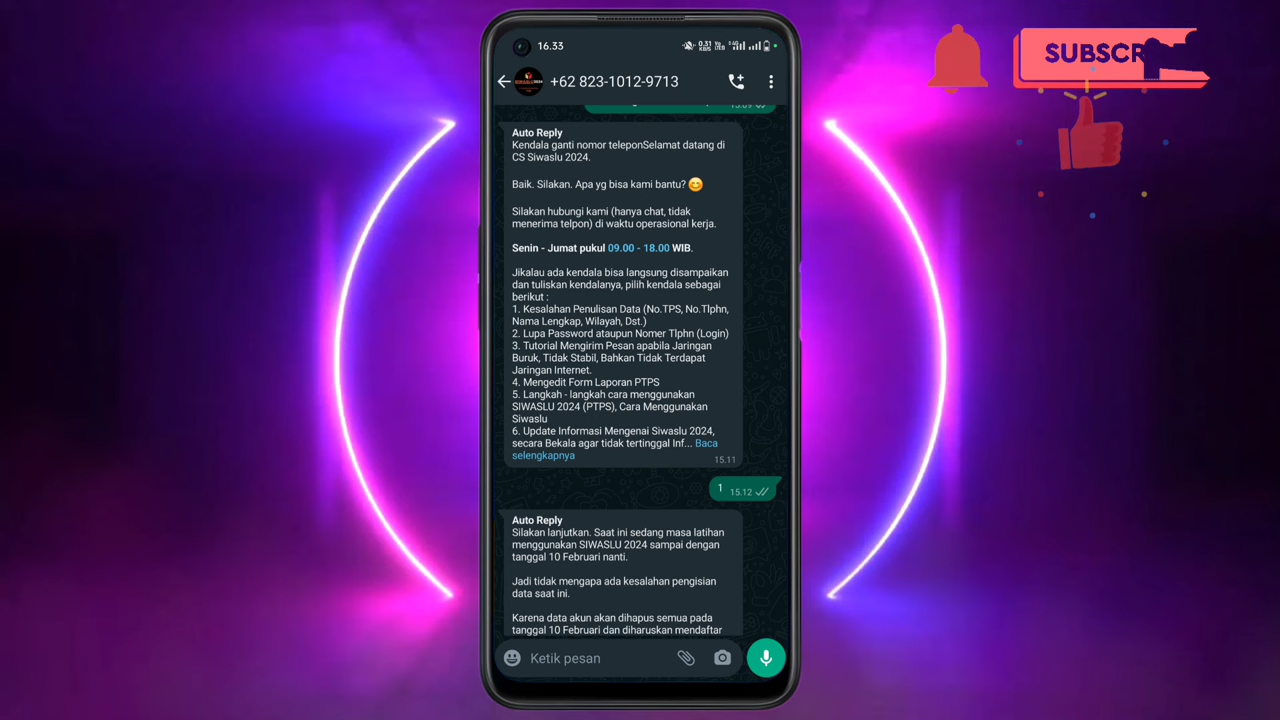 16.33
0.31 KB/S
Vo LTE
4G
SUBSCR
+62 823-1012-9713
15.09
Auto Reply
Kendala ganti nomor teleponSelamat datang di
CS Siwaslu 2024.
Baik. Silakan. Apa yg bisa kami bantu? 😊
Silakan hubungi kami (hanya chat, tidak
menerima telpon) di waktu operasional kerja.
Senin - Jumat pukul 09.00 - 18.00 WIB.
Jikalau ada kendala bisa langsung disampaikan
dan tuliskan kendalanya, pilih kendala sebagai
berikut :
1. Kesalahan Penulisan Data (No.TPS, No.Tlphn,
Nama Lengkap, Wilayah, Dst.)
2. Lupa Password ataupun Nomer Tlphn (Login)
3. Tutorial Mengirim Pesan apabila Jaringan
Buruk, Tidak Stabil, Bahkan Tidak Terdapat
Jaringan Internet.
4. Mengedit Form Laporan PTPS
5. Langkah - langkah cara menggunakan
SIWASLU 2024 (PTPS), Cara Menggunakan
Siwaslu
6. Update Informasi Mengenai Siwaslu 2024,
secara Bekala agar tidak tertinggal Inf... Baca
selengkapnya
15.11
1 15.12
Auto Reply
Silakan lanjutkan. Saat ini sedang masa latihan
menggunakan SIWASLU 2024 sampai dengan
tanggal 10 Februari nanti.
Jadi tidak mengapa ada kesalahan pengisian
data saat ini.
Karena data akun akan dihapus semua pada
tanggal 10 Februari dan diharuskan mendaftar
Ketik pesan